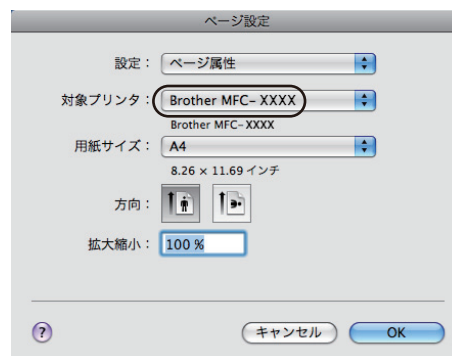 ページ設定
設定： ページ属性
対象プリンタ： Brother MFC- XXXX
Brother MFC- XXXX
用紙サイズ： A4
8.26 × 11.69 インチ
方向：
拡大縮小： 100 %
? キャンセル OK